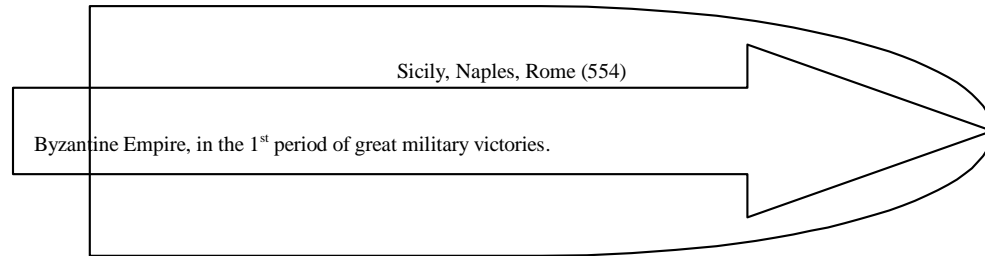 Sicily, Naples, Rome (554)
Byzantine Empire, in the 1st period of great military victories.